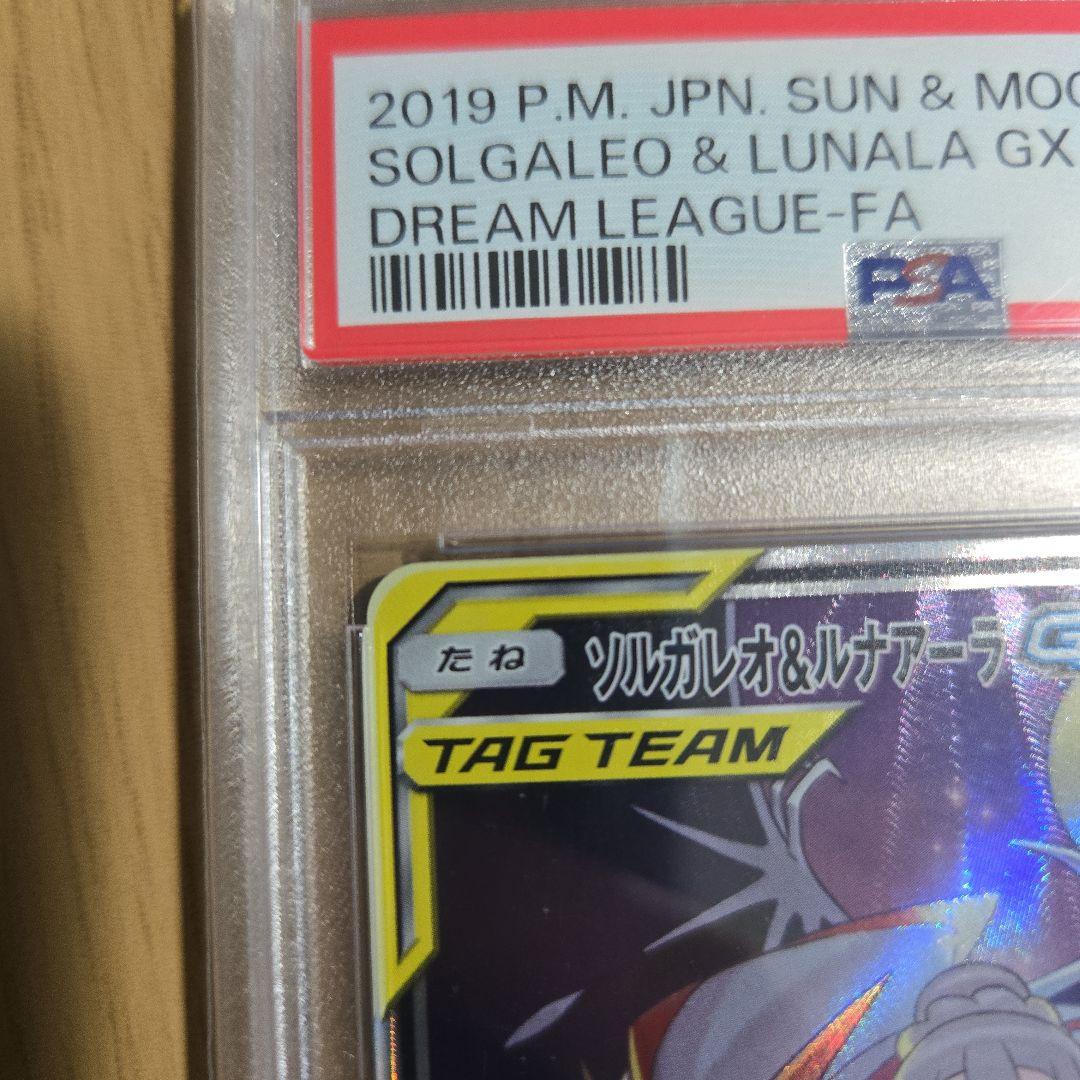 2019 P.M. JPN. SUN & MOO
SOLGALEO & LUNALA GX
DREAM LEAGUE-FA
PSA
たね
ソルガレオ&ルナアーラ G
TAG TEAM